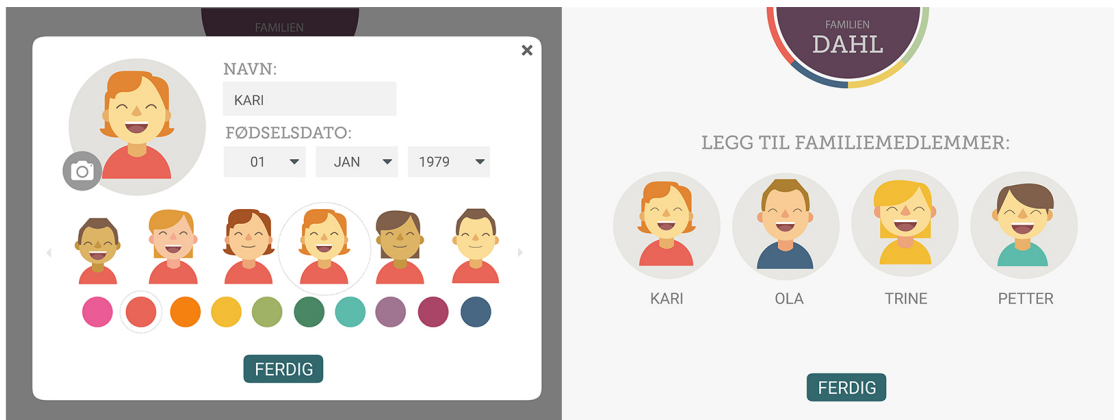 FAMILIEN
NAVN:
KARI
FØDSELSDATO:
01 JAN 1979
FERDIG
FAMILIEN
DAHL
LEGG TIL FAMILIEMEDLEMMER:
KARI OLA TRINE PETTER
FERDIG